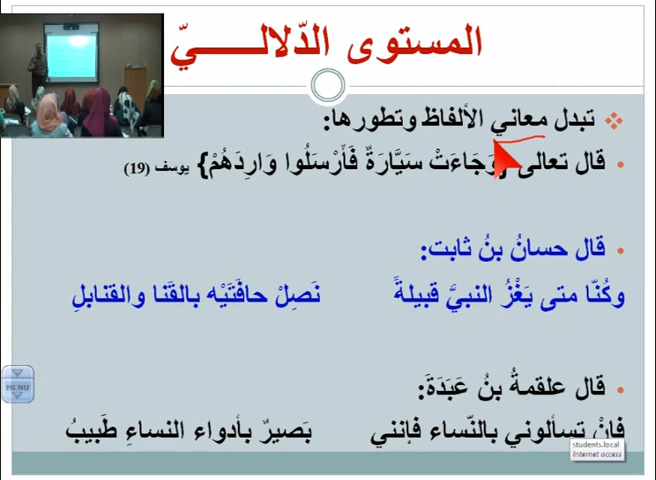 المستوى الدّلالـــــيّ
تبدل معاني الألفاظ وتطورها:
قال تعالى {وَجَاءَتْ سَيَّارَةٌ فَأَرْسَلُوا وَارِدَهُمْ} يوسف (19)
قال حسانُ بنُ ثابت:
وكُنّا متى يَغْزُ النبيَّ قبيلةً نَصِلْ حافَتَيْه بالقَنا والقنابلِ
MENU
قال علقمةُ بنُ عَبَدَةَ:
فإنْ تسألوني بالنّساء فإنني بَصيرٌ بأدواء النساءِ طَبيبُ
students.local
Internet access